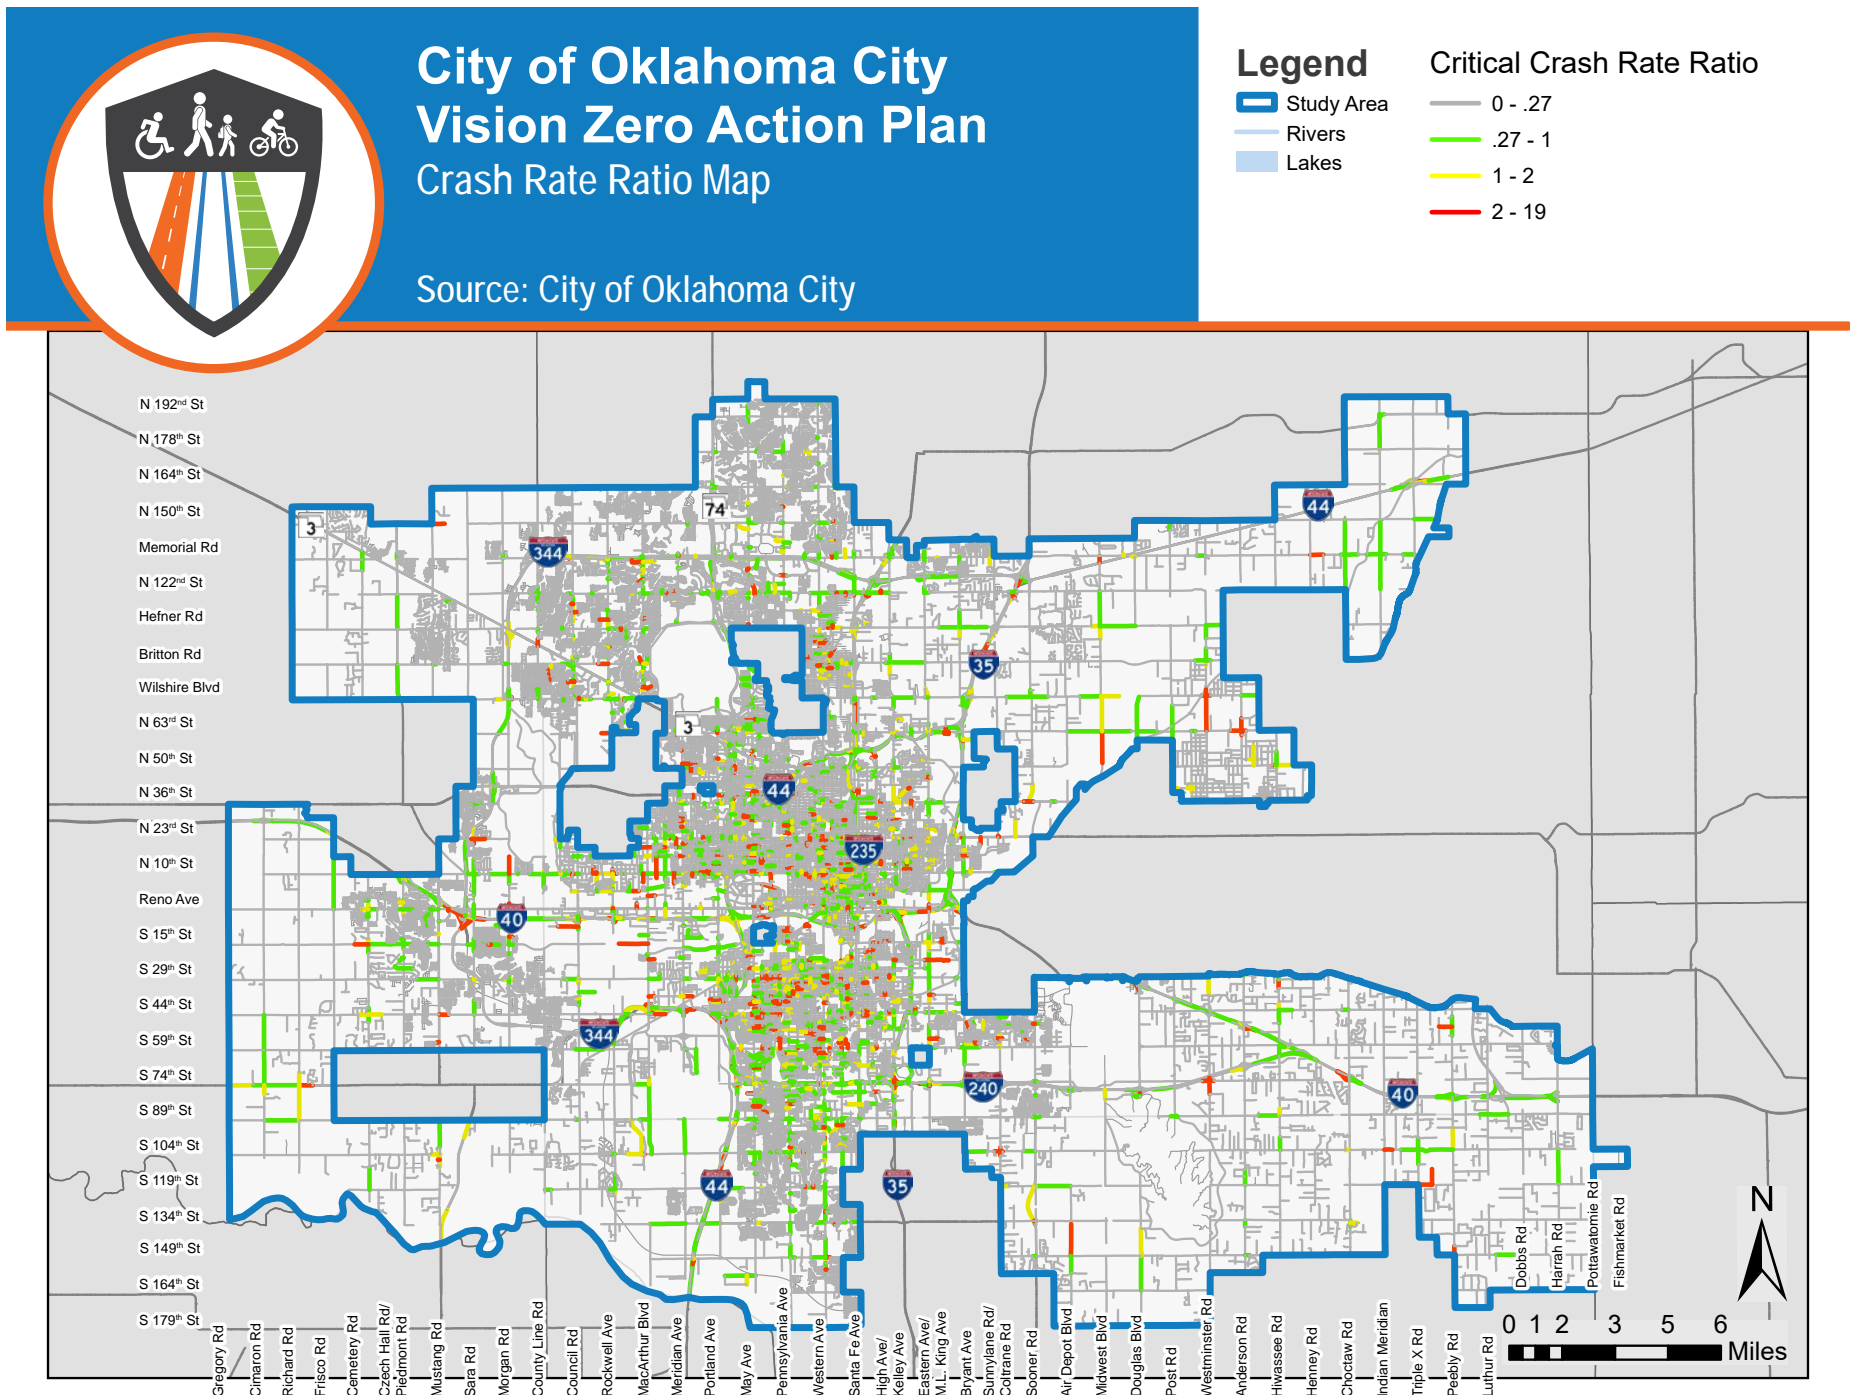 City of Oklahoma City
Vision Zero Action Plan
Crash Rate Ratio Map
Source: City of Oklahoma City
Legend
Study Area
Rivers
Lakes
Critical Crash Rate Ratio
0 - .27
.27 - 1
1 - 2
2 - 19
N 192nd St
N 178th St
N 164th St
N 150th St
Memorial Rd
N 122nd St
Hefner Rd
Britton Rd
Wilshire Blvd
N 63rd St
N 50th St
N 36th St
N 23rd St
N 10th St
Reno Ave
S 15th St
S 29th St
S 44th St
S 59th St
S 74th St
S 89th St
S 104th St
S 119th St
S 134th St
S 149th St
S 164th St
S 179th St
3
74
344
44
35
3
44
235
40
344
240
40
44
35
Gregory Rd
Cimaron Rd
Richard Rd
Frisco Rd
Cemetery Rd
Czech Hall Rd/
Piedmont Rd
Mustang Rd
Sara Rd
Morgan Rd
County Line Rd
Council Rd
Rockwell Ave
MacArthur Blvd
Meridian Ave
Portland Ave
May Ave
Pennsylvania Ave
Western Ave
Santa Fe Ave
High Ave/
Kelley Ave
Eastern Ave/
M.L. King Ave
Bryant Ave
Sunnylane Rd/
Coltrane Rd
Sooner Rd
Air Depot Blvd
Midwest Blvd
Douglas Blvd
Post Rd
Westminster Rd
Anderson Rd
Hiwassee Rd
Henney Rd
Choctaw Rd
Indian Meridian
Triple X Rd
Peebly Rd
Luthur Rd
Dobbs Rd
Harrah Rd
Pottawatomie Rd
Fishmarket Rd
N
0 1 2 3 5 6
Miles